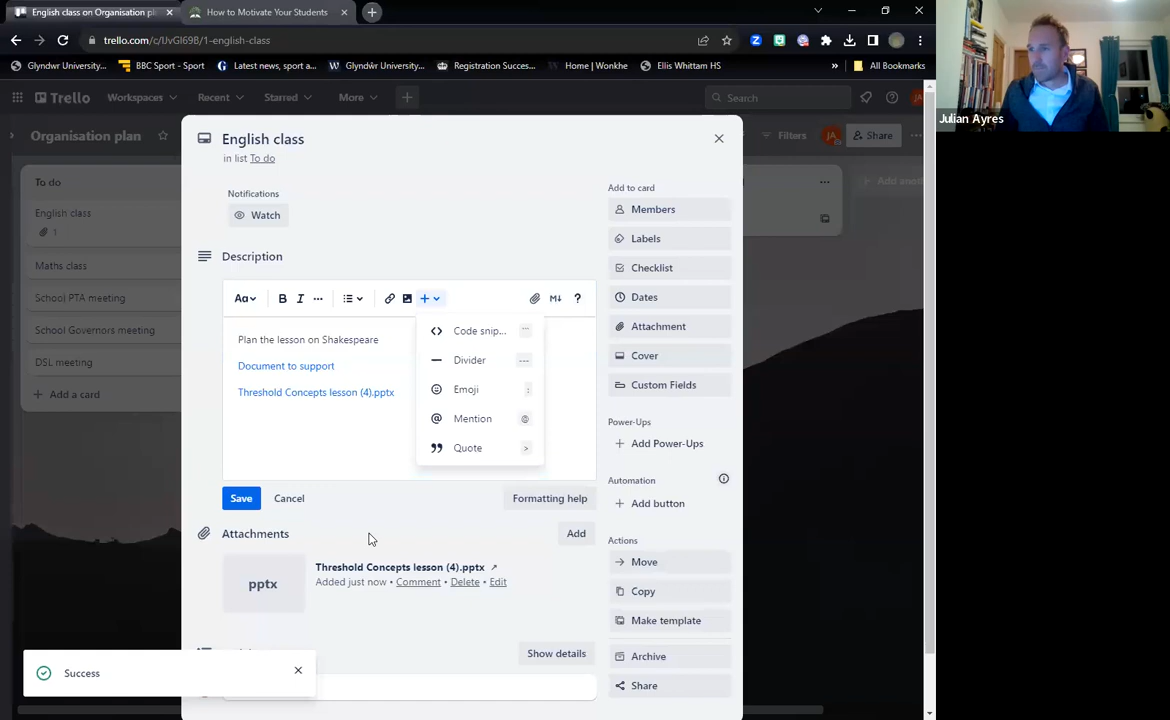 English class on Organisation plan
How to Motivate Your Students
trello.com/c/IJvGI69B/1-english-class
Glyndwr University...
BBC Sport - Sport
Latest news, sport a...
Glyndŵr University...
Registration Succes...
Home | Wonkhe
Ellis Whittam HS
»
All Bookmarks
Trello
Workspaces
Recent
Starred
More
Search
JA
Organisation plan
Filters
JA
Share
To do
English class
1
Maths class
School PTA meeting
School Governors meeting
DSL meeting
+ Add a card
English class
in list To do
Notifications
Watch
Description
Aa
B
I
Plan the lesson on Shakespeare
Document to support
Threshold Concepts lesson (4).pptx
Code snip... ```
Divider ---
Emoji :
Mention @
Quote >
Save
Cancel
Formatting help
Attachments
Add
pptx
Threshold Concepts lesson (4).pptx ↗
Added just now • Comment • Delete • Edit
Show details
Success
Add to card
Members
Labels
Checklist
Dates
Attachment
Cover
Custom Fields
Power-Ups
+ Add Power-Ups
Automation
+ Add button
Actions
Move
Copy
Make template
Archive
Share
Julian Ayres